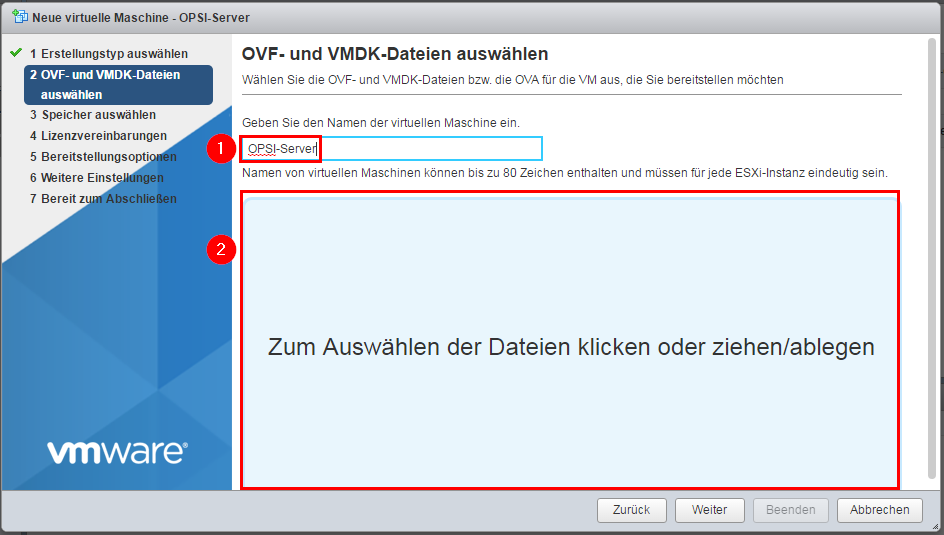 Neue virtuelle Maschine - OPSI-Server
1 Erstellungstyp auswählen
2 OVF- und VMDK-Dateien
auswählen
3 Speicher auswählen
4 Lizenzvereinbarungen
5 Bereitstellungsoptionen
6 Weitere Einstellungen
7 Bereit zum Abschließen
vmware®
OVF- und VMDK-Dateien auswählen
Wählen Sie die OVF- und VMDK-Dateien bzw. die OVA für die VM aus, die Sie bereitstellen möchten
Geben Sie den Namen der virtuellen Maschine ein.
1 OPSI-Server
Namen von virtuellen Maschinen können bis zu 80 Zeichen enthalten und müssen für jede ESXi-Instanz eindeutig sein.
2
Zum Auswählen der Dateien klicken oder ziehen/ablegen
Zurück Weiter Beenden Abbrechen